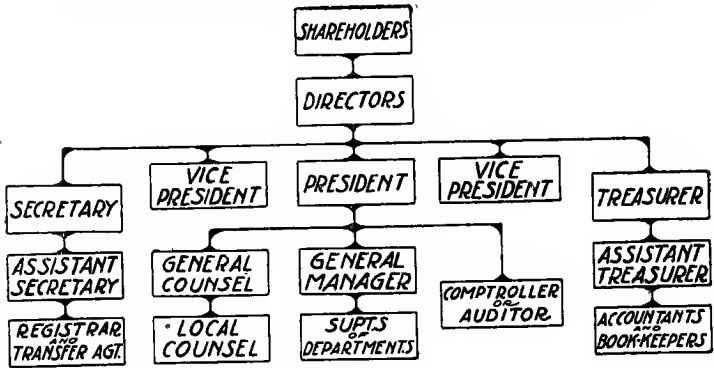 SHAREHOLDERS
DIRECTORS
VICE
PRESIDENT
PRESIDENT
VICE
PRESIDENT
SECRETARY
TREASURER
ASSISTANT
SECRETARY
GENERAL
COUNSEL
GENERAL
MANAGER
ASSISTANT
TREASURER
COMPTROLLER
OR
AUDITOR
REGISTRAR
AND
TRANSFER AGT.
LOCAL
COUNSEL
SUPTS
OF
DEPARTMENTS
ACCOUNTANTS
AND
BOOK-KEEPERS